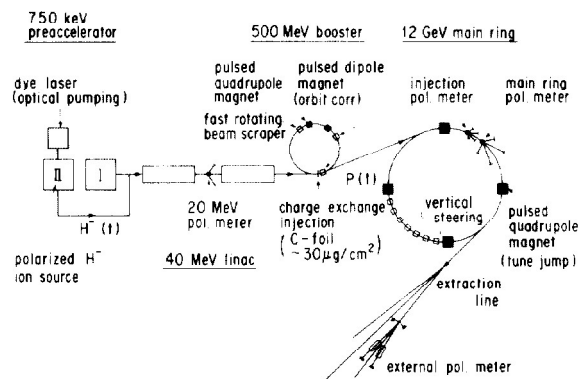 750 keV
preaccelerator
500 MeV booster
12 GeV main ring
dye laser
(optical pumping)
pulsed
quadrupole
magnet
fast rotating
beam scraper
pulsed dipole
magnet
(orbit corr)
injection
pol. meter
main ring
pol. meter
II
I
H⁻(↑)
polarized H⁻
ion source
20 MeV
pol. meter
40 MeV linac
charge exchange
injection
( C-foil
~30μg/cm² )
P(↑)
vertical
steering
pulsed
quadrupole
magnet
(tune jump)
extraction
line
external pol. meter